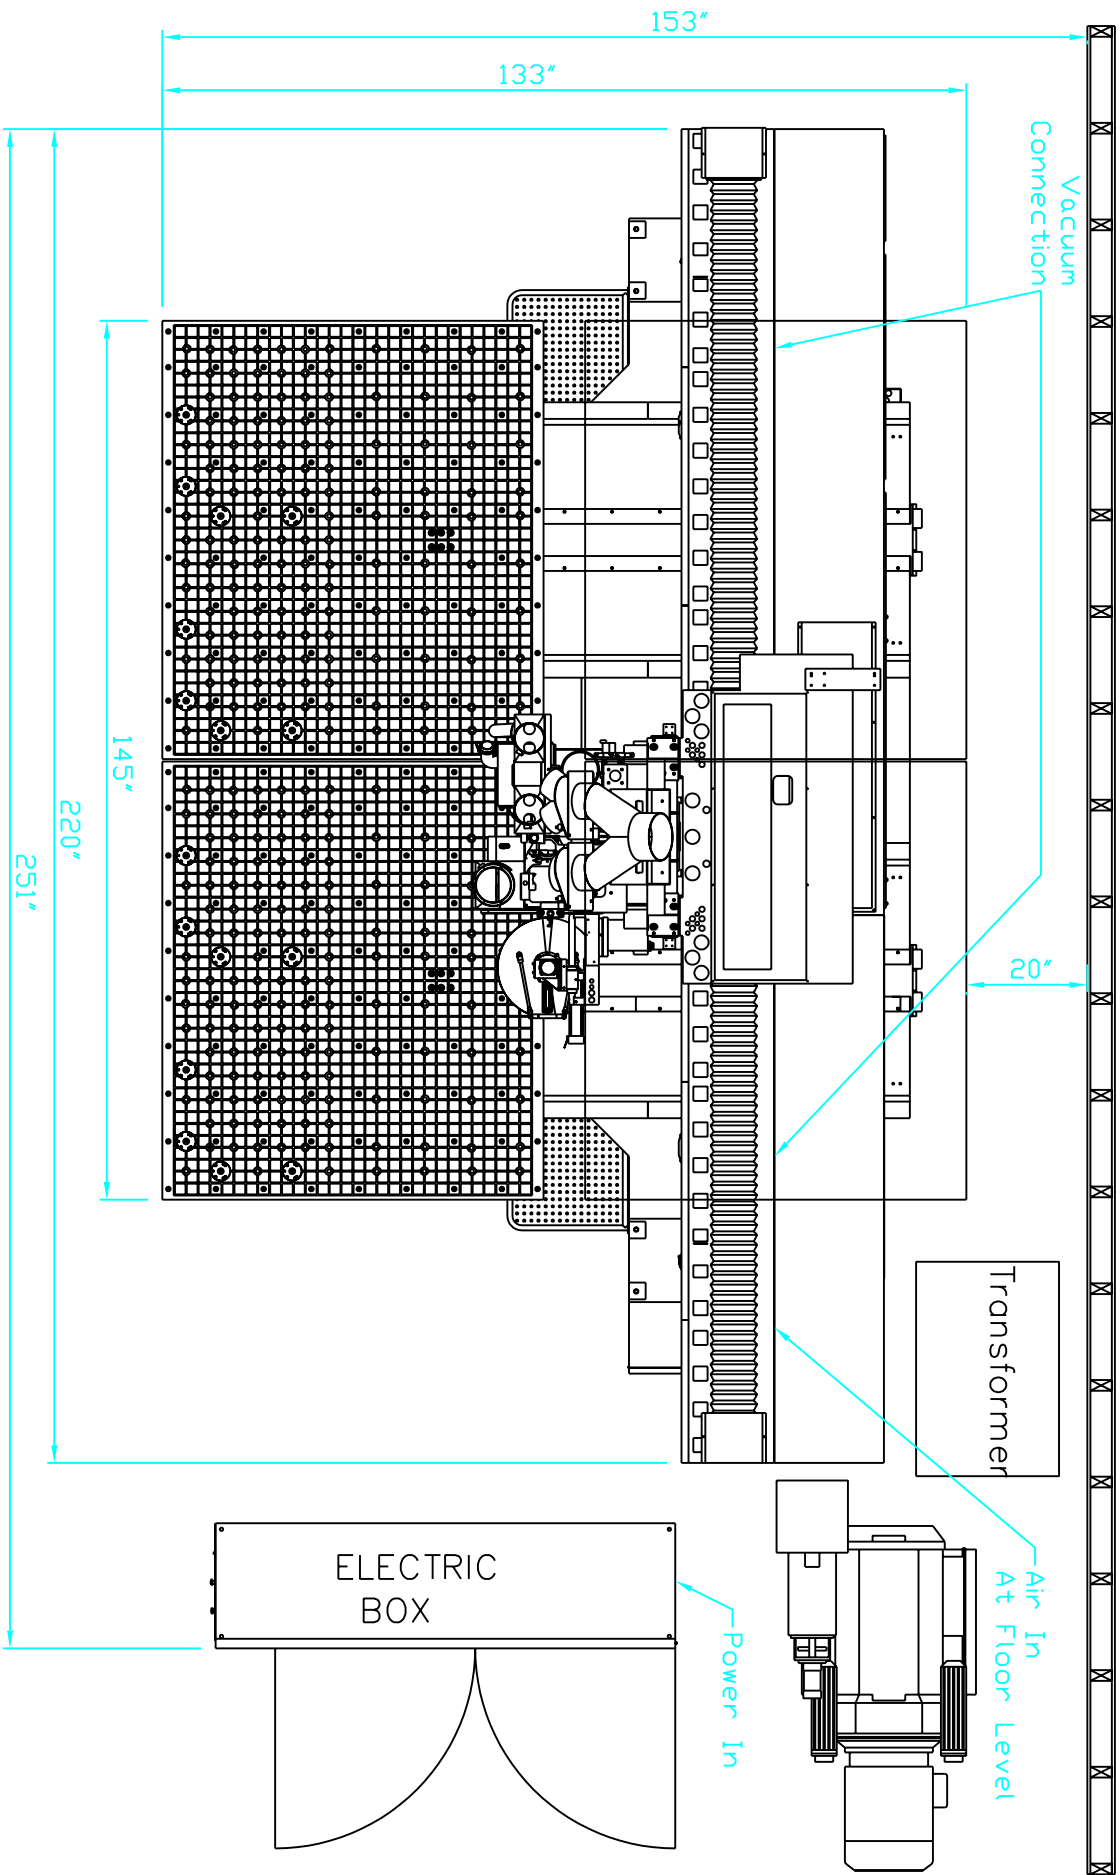 153"
133"
Vacuum
Connection
20"
145"
220"
251"
Transformer
ELECTRIC
BOX
Air In
At Floor Level
Power In